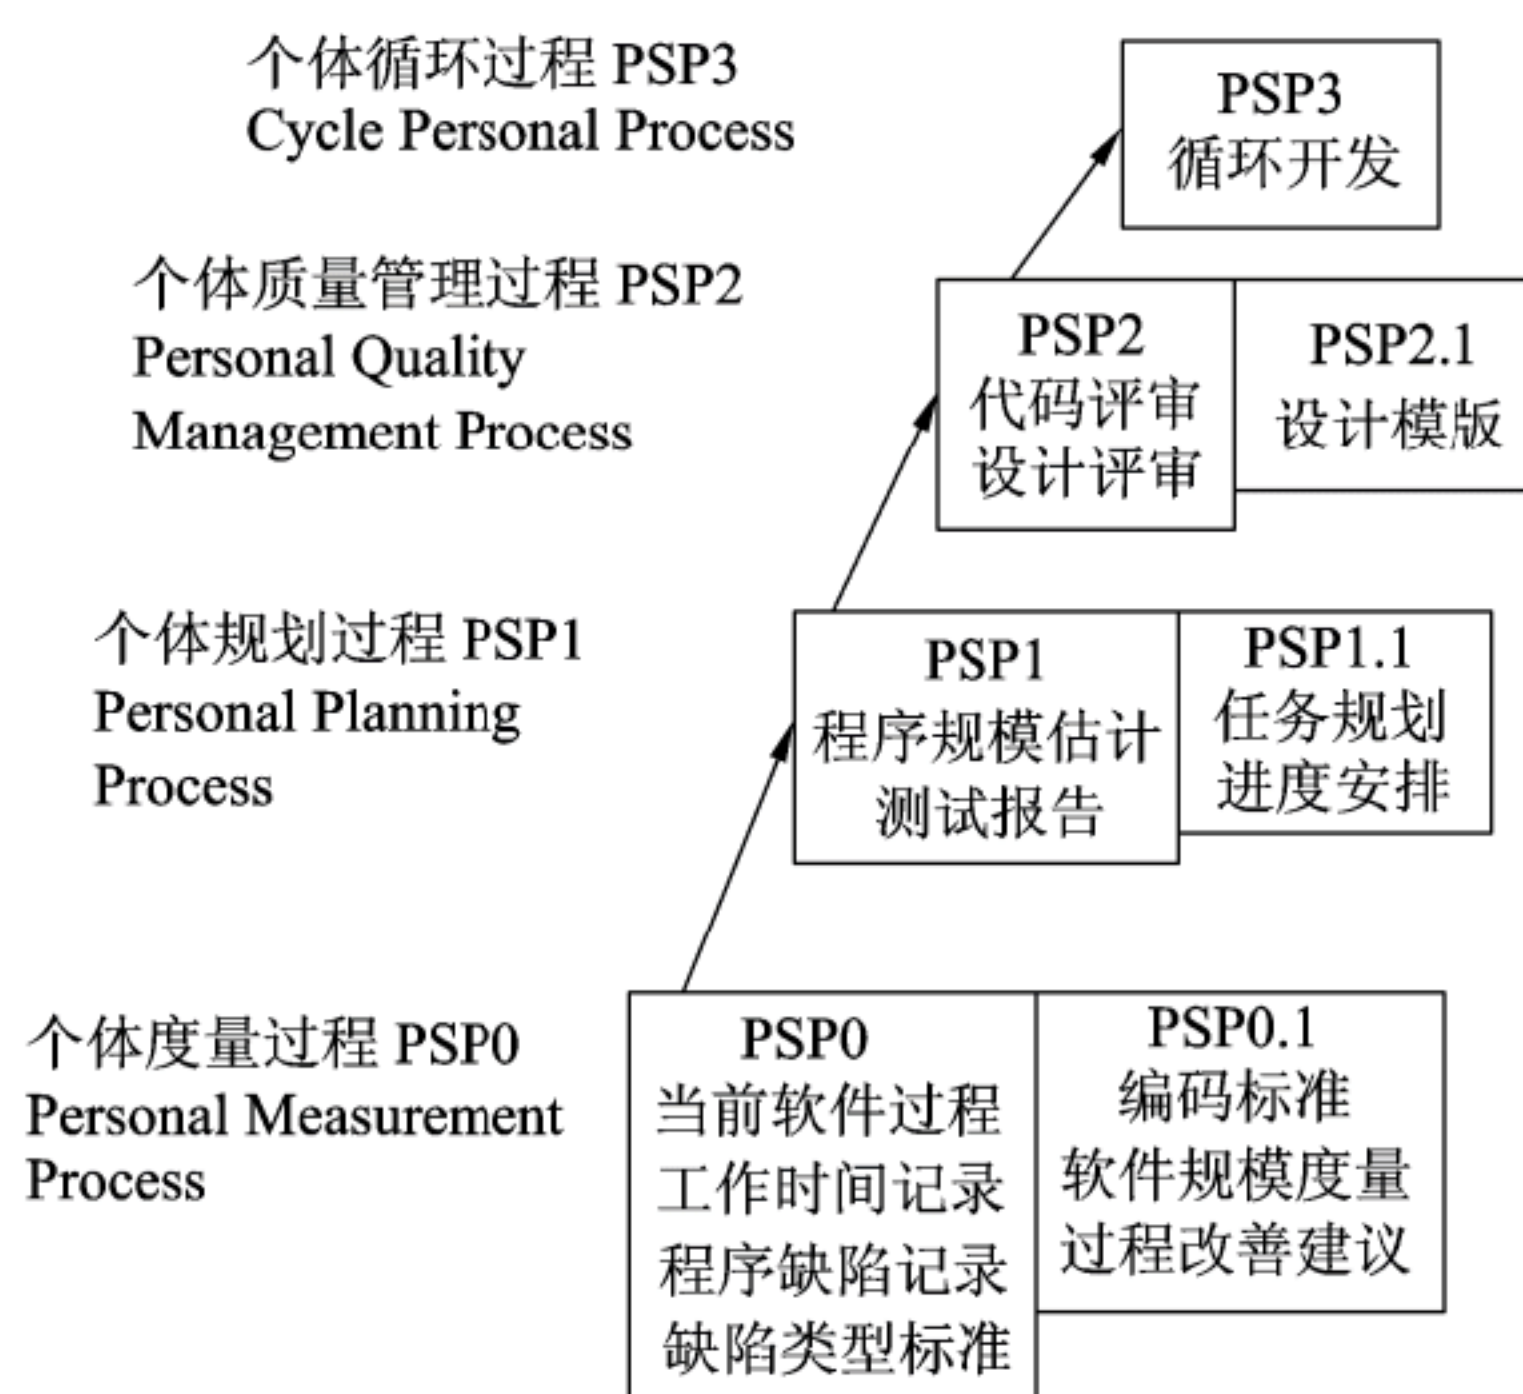 个体循环过程 PSP3
Cycle Personal Process
PSP3
循环开发
个体质量管理过程 PSP2
Personal Quality
Management Process
PSP2
代码评审
设计评审
PSP2.1
设计模版
个体规划过程 PSP1
Personal Planning
Process
PSP1
程序规模估计
测试报告
PSP1.1
任务规划
进度安排
个体度量过程 PSP0
Personal Measurement
Process
PSP0
当前软件过程
工作时间记录
程序缺陷记录
缺陷类型标准
PSP0.1
编码标准
软件规模度量
过程改善建议